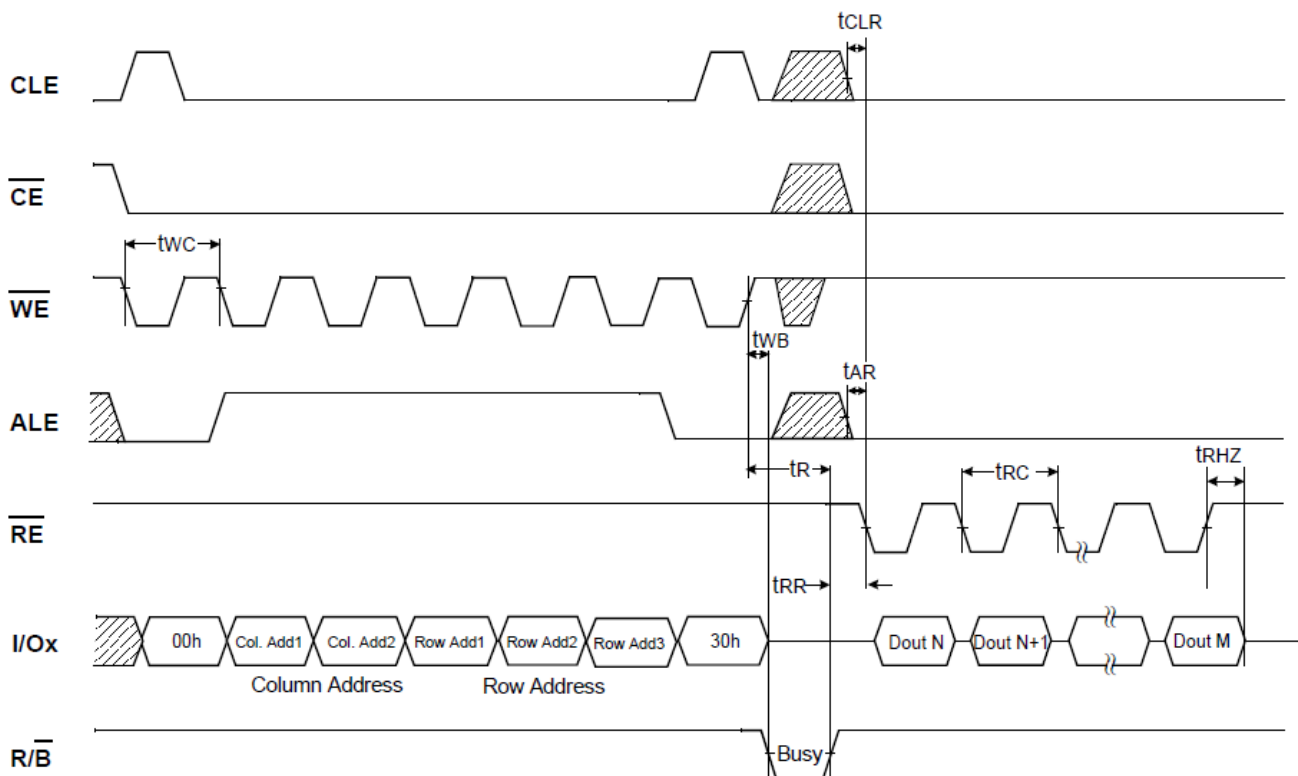 tCLR
CLE
CE
tWC
WE
tWB
tAR
ALE
tR
tRC
tRHZ
RE
tRR
I/Ox
00h
Col. Add1
Col. Add2
Row Add1
Row Add2
Row Add3
30h
Dout N
Dout N+1
Dout M
Column Address
Row Address
R/B
Busy